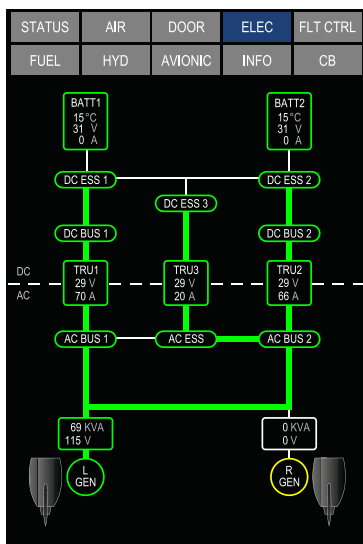 STATUS AIR DOOR ELEC FLT CTRL
FUEL HYD AVIONIC INFO CB
BATT1 BATT2
15°C 15°C
31 V 31 V
0 A 0 A
DC ESS 1 DC ESS 2
DC ESS 3
DC BUS 1 DC BUS 2
DC TRU1 TRU3 TRU2
29 V 29 V 29 V
AC 70 A 20 A 66 A
AC BUS 1 AC ESS AC BUS 2
69 KVA 0 KVA
115 V 0 V
L R
GEN GEN